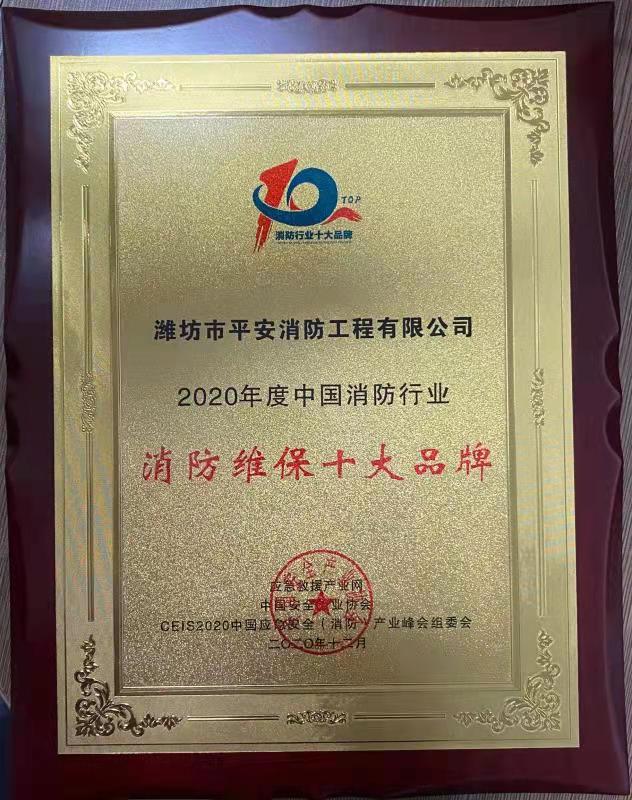 TOP
消防行业十大品牌
潍坊市平安消防工程有限公司
2020年度中国消防行业
消防维保十大品牌
应急救援产业网
中国安全产业协会
CEIS2020中国应急安全(消防)产业峰会组委会
二〇二〇年十二月